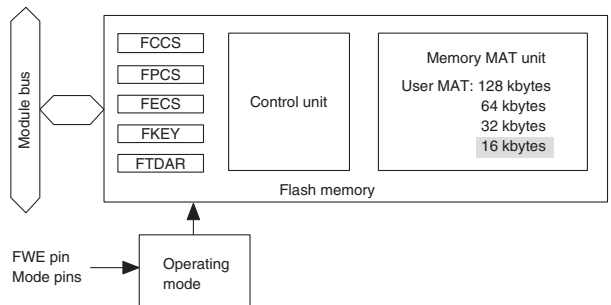 Module bus
FCCS
FPCS
FECS
FKEY
FTDAR
Control unit
Memory MAT unit
User MAT: 128 kbytes
64 kbytes
32 kbytes
16 kbytes
Flash memory
FWE pin
Mode pins
Operating
mode